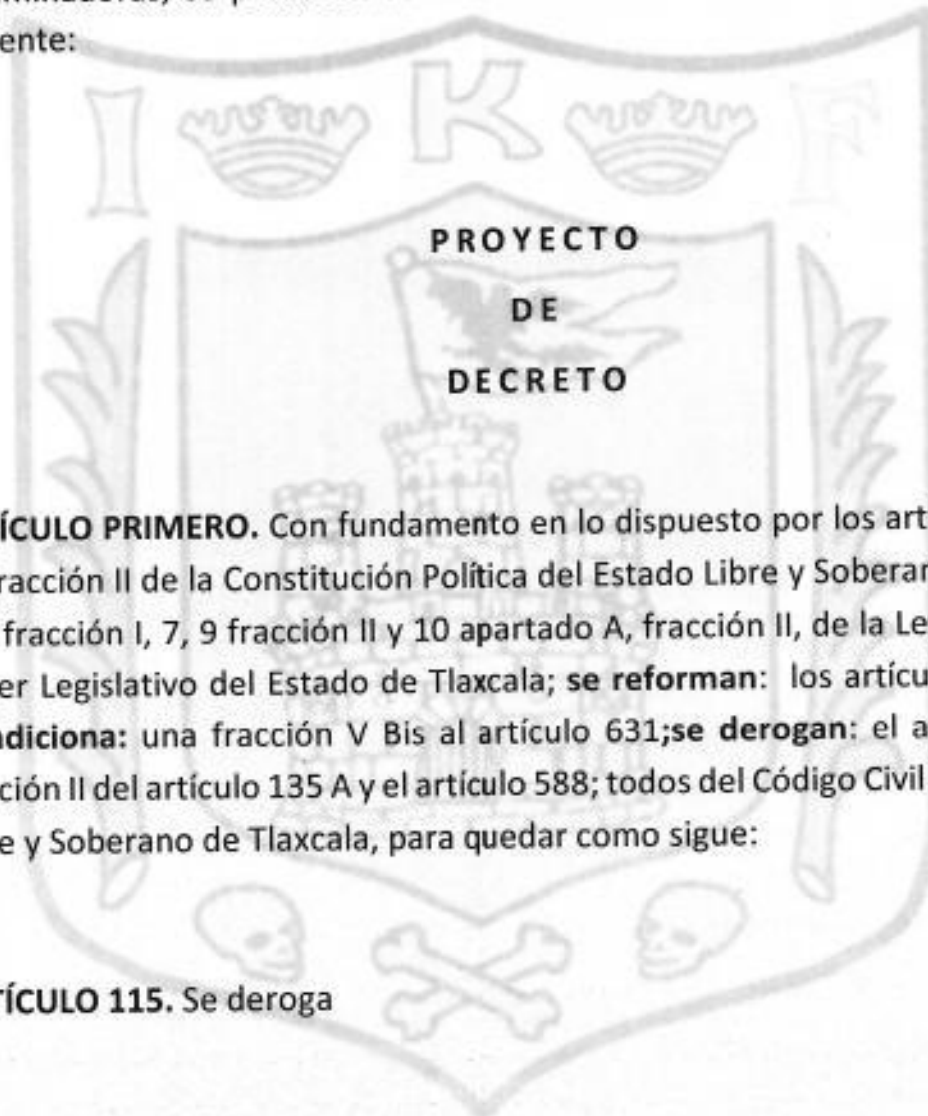 ente:
I K F
PROYECTO
DE
DECRETO
ÍCULO PRIMERO. Con fundamento en lo dispuesto por los art
racción II de la Constitución Política del Estado Libre y Soberar
fracción I, 7, 9 fracción II y 10 apartado A, fracción II, de la Le
er Legislativo del Estado de Tlaxcala; se reforman: los artícu
adiciona: una fracción V Bis al artículo 631;se derogan: el a
ción II del artículo 135 A y el artículo 588; todos del Código Civil
e y Soberano de Tlaxcala, para quedar como sigue:
TÍCULO 115. Se deroga